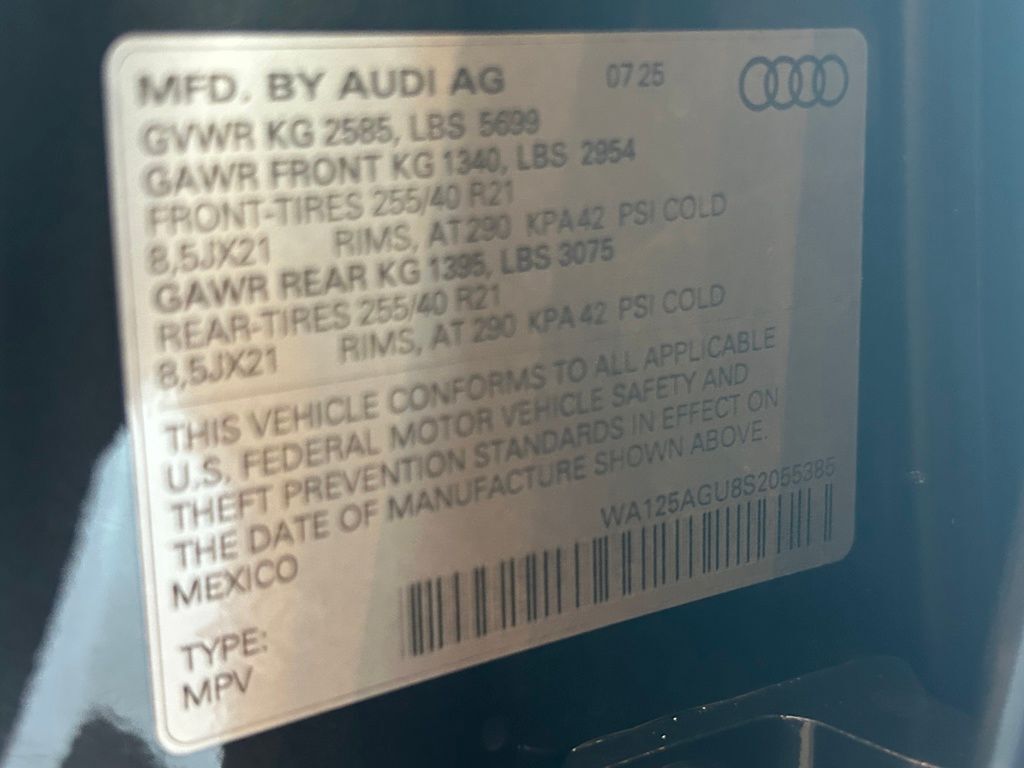 MFD. BY AUDI AG 07 25
GVWR KG 2585, LBS 5699
GAWR FRONT KG 1340, LBS 2954
FRONT-TIRES 255/40 R21
8,5JX21 RIMS, AT 290 KPA 42 PSI COLD
GAWR REAR KG 1395, LBS 3075
REAR-TIRES 255/40 R21
8,5JX21 RIMS, AT 290 KPA 42 PSI COLD
THIS VEHICLE CONFORMS TO ALL APPLICABLE
U.S. FEDERAL MOTOR VEHICLE SAFETY AND
THEFT PREVENTION STANDARDS IN EFFECT ON
THE DATE OF MANUFACTURE SHOWN ABOVE.
MEXICO
WA125AGU8S2055385
TYPE:
MPV